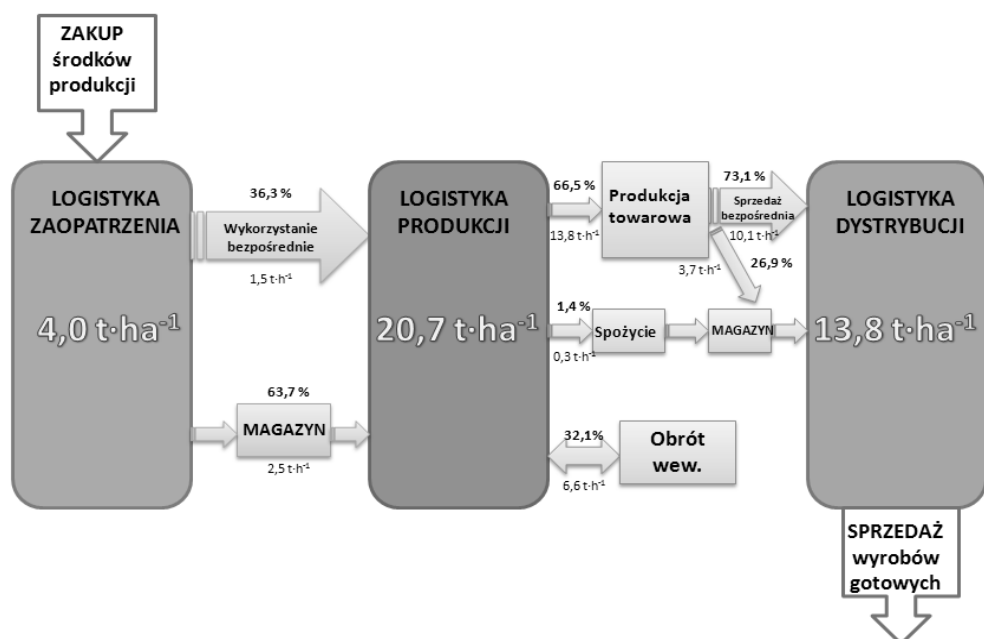 ZAKUP
środków
produkcji
LOGISTYKA
ZAOPATRZENIA
4,0 t·ha⁻¹
36,3 %
Wykorzystanie
bezpośrednie
1,5 t·h⁻¹
63,7 %
MAGAZYN
2,5 t·h⁻¹
LOGISTYKA
PRODUKCJI
20,7 t·ha⁻¹
66,5 %
13,8 t·h⁻¹
Produkcja
towarowa
73,1 %
Sprzedaż
bezpośrednia
10,1 t·h⁻¹
3,7 t·h⁻¹
26,9 %
1,4 %
0,3 t·h⁻¹
Spożycie
MAGAZYN
32,1%
6,6 t·h⁻¹
Obrót
wew.
LOGISTYKA
DYSTRYBUCJI
13,8 t·ha⁻¹
SPRZEDAŻ
wyrobów
gotowych